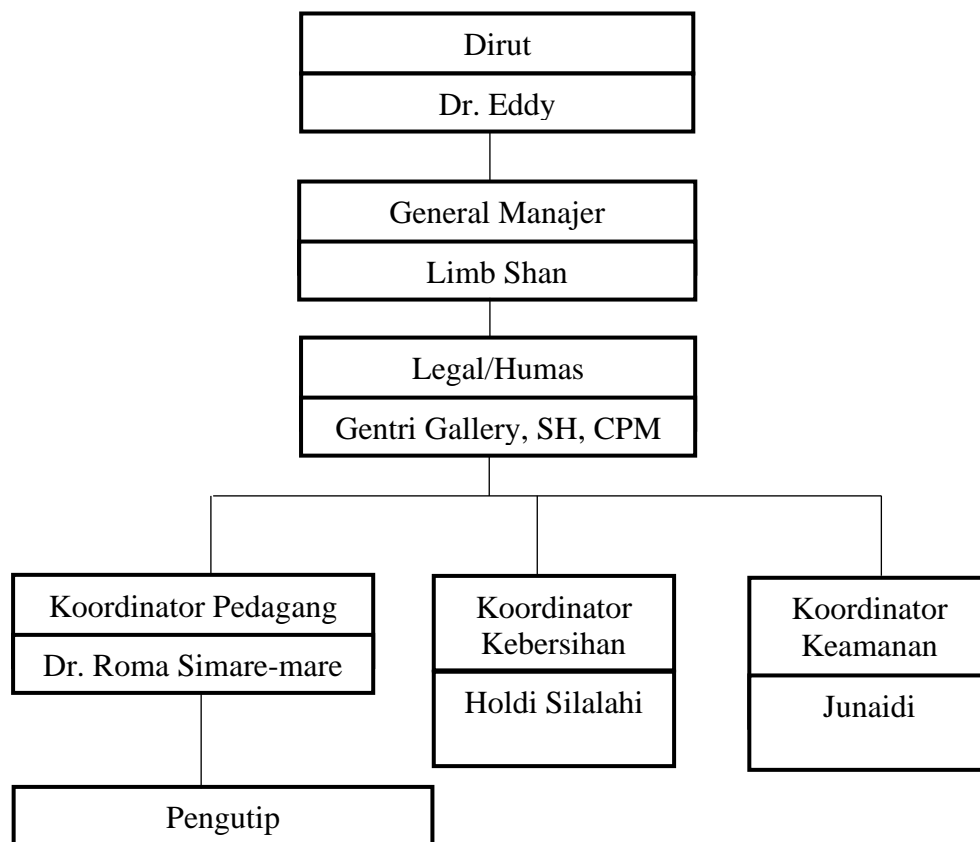 Dirut
Dr. Eddy
General Manajer
Limb Shan
Legal/Humas
Gentri Gallery, SH, CPM
Koordinator Pedagang
Dr. Roma Simare-mare
Koordinator
Kebersihan
Holdi Silalahi
Koordinator
Keamanan
Junaidi
Pengutip